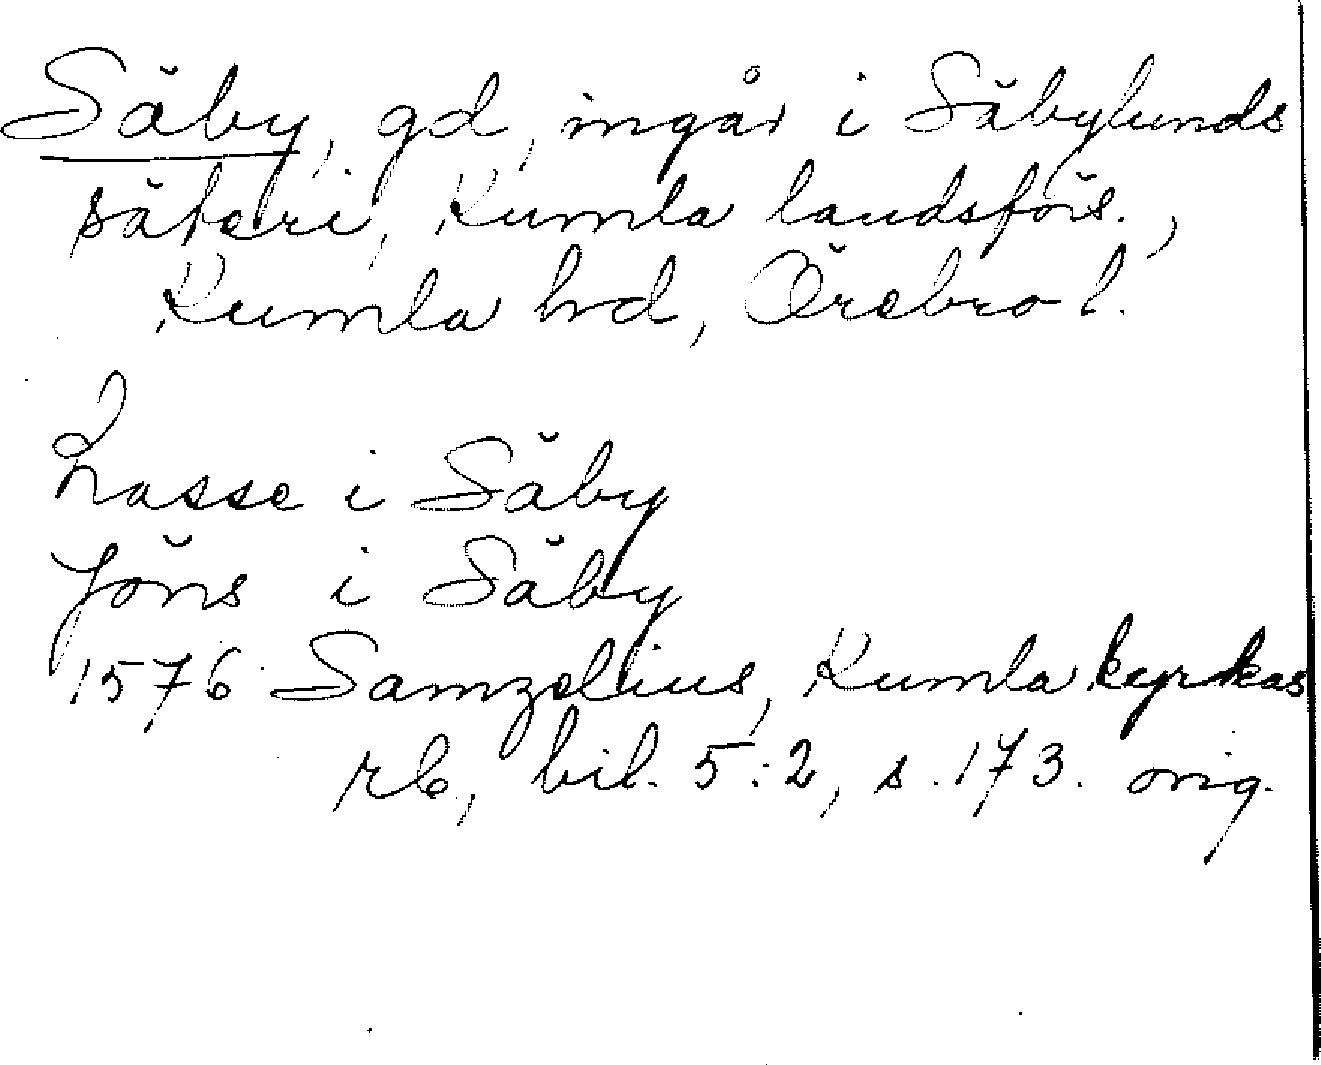 Säby, gd, ingår i Säbylunds
säteri, Kumla landsförs.,
Kumla hd, Örebro l.
Lasse i Säby
Jöns i Säby
1576 Samzelius, Kumla kyrkas
rb, bil. 5:2, s. 173. orig.